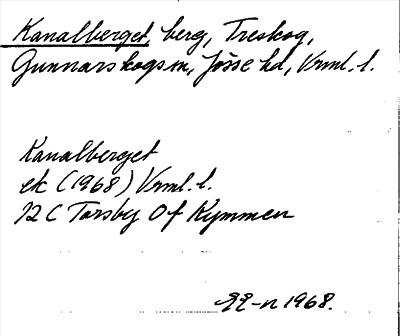 Kanalberget, berg, Treskog,
Gunnarskogs sn, Jösse hd, Vrml. l.
Kanalberget
ek (1968) Vrml. l.
12 C Torsby Of Kymmen
1968.